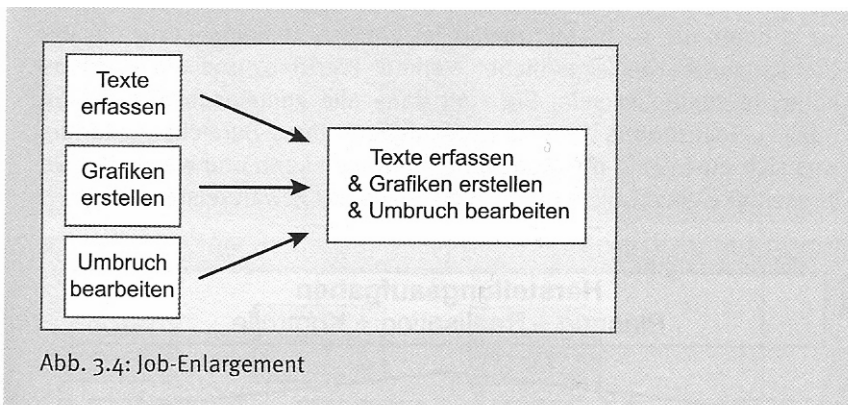 Texte
erfassen
Grafiken
erstellen
Umbruch
bearbeiten
Texte erfassen
& Grafiken erstellen
& Umbruch bearbeiten
Abb. 3.4: Job-Enlargement